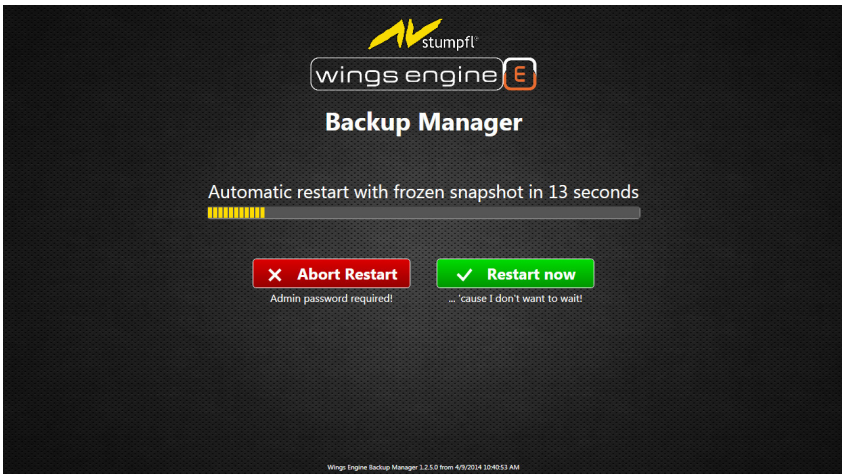 AV
stumpfl®
wings engine E
Backup Manager
Automatic restart with frozen snapshot in 13 seconds
Abort Restart
Restart now
Admin password required!
... 'cause I don't want to wait!
Wings Engine Backup Manager 1.2.5.0 from 4/9/2014 10:40:53 AM